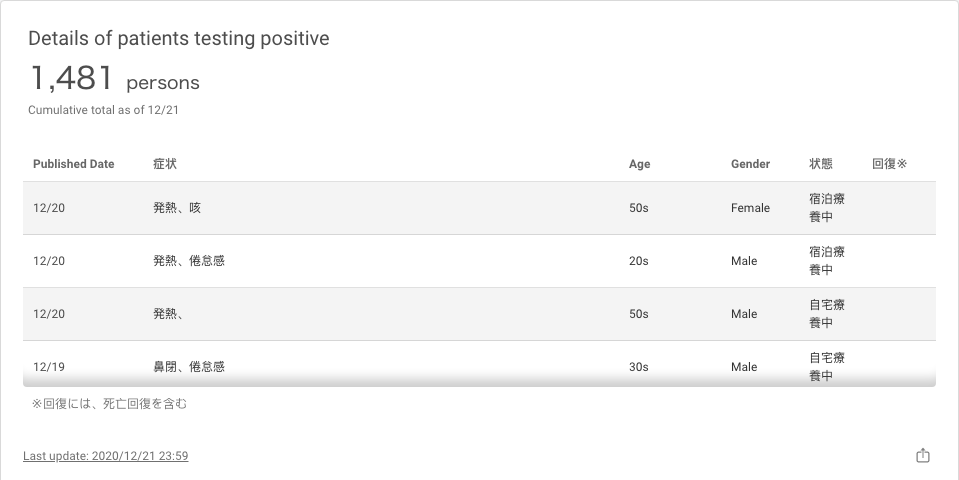 Details of patients testing positive
1,481 persons
Cumulative total as of 12/21
Published Date 症状 Age Gender 状態 回復※
12/20 発熱、咳 50s Female 宿泊療
養中
12/20 発熱、倦怠感 20s Male 宿泊療
養中
12/20 発熱、 50s Male 自宅療
養中
12/19 鼻閉、倦怠感 30s Male 自宅療
養中
※回復には、死亡回復を含む
Last update: 2020/12/21 23:59